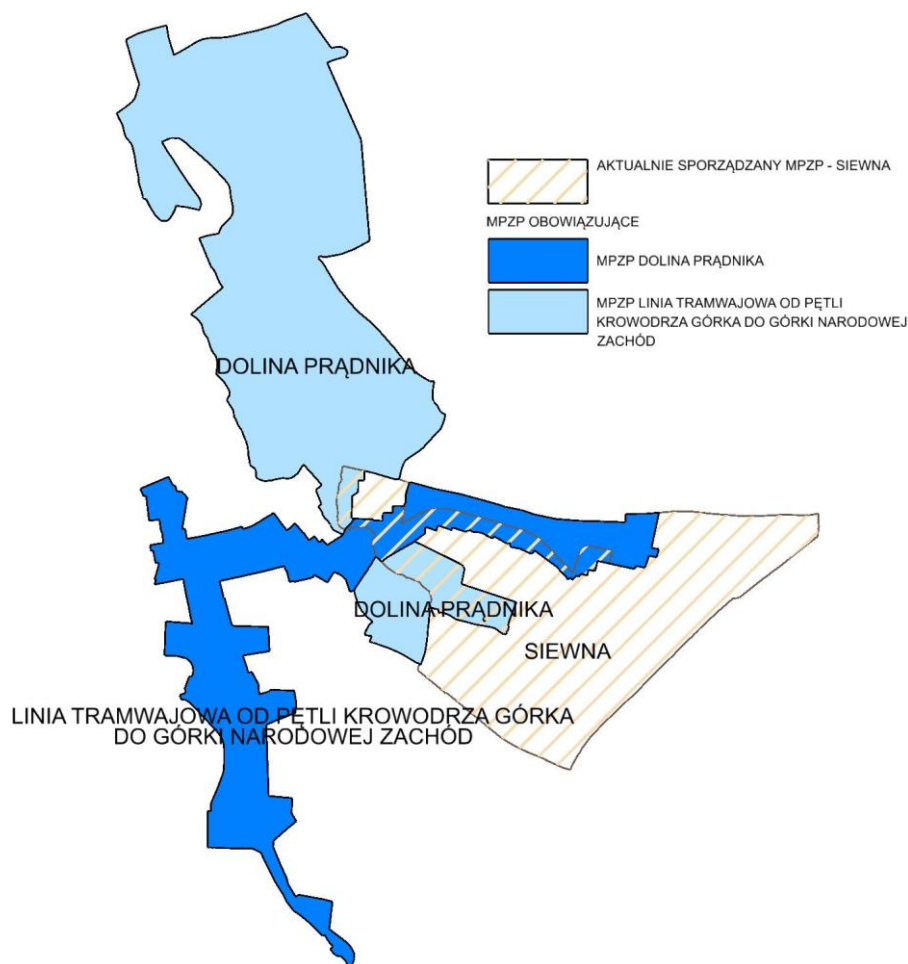 AKTUALNIE SPORZĄDZANY MPZP - SIEWNA
MPZP OBOWIĄZUJĄCE
MPZP DOLINA PRĄDNIKA
MPZP LINIA TRAMWAJOWA OD PĘTLI
KROWODRZA GÓRKA DO GÓRKI NARODOWEJ
ZACHÓD
DOLINA PRĄDNIKA
DOLINA PRĄDNIKA
SIEWNA
LINIA TRAMWAJOWA OD PĘTLI KROWODRZA GÓRKA
DO GÓRKI NARODOWEJ ZACHÓD